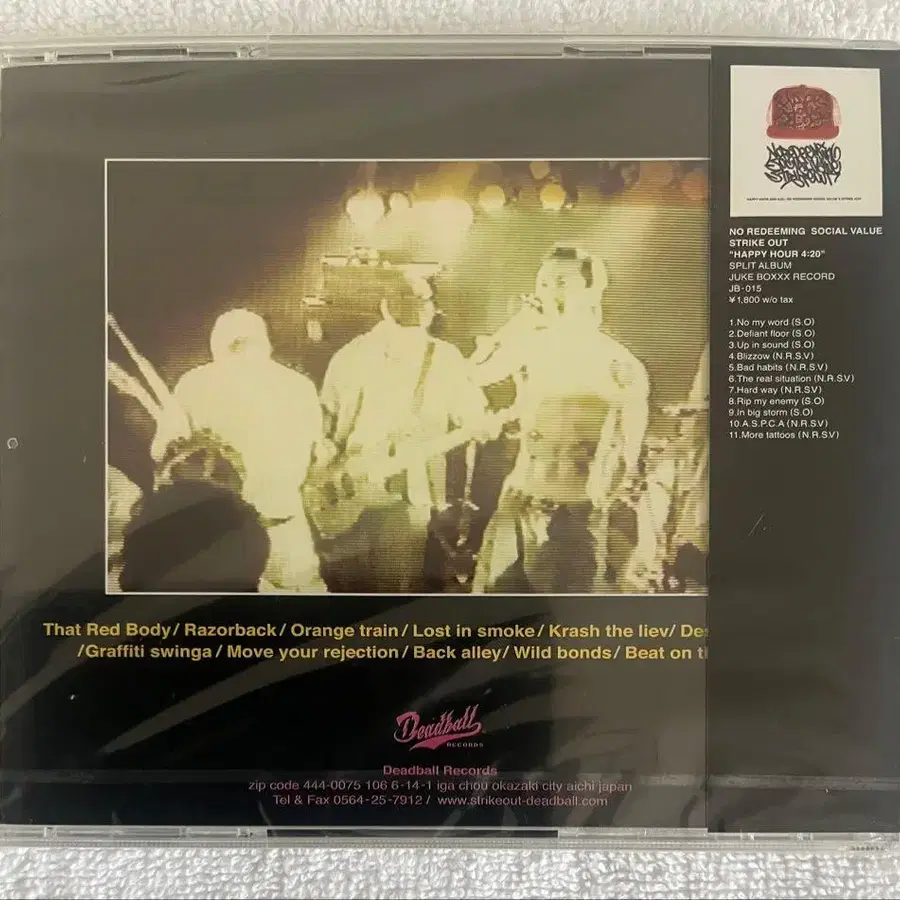 NO REDEEMING SOCIAL VALUE
STRIKE OUT
"HAPPY HOUR 4:20"
SPLIT ALBUM
JUKE BOXXX RECORD
JB-015
¥1,800 w/o tax
1.No my word (S.O)
2.Defiant floor (S.O)
3.Up in sound (S.O)
4.Blizzow (N.R.S.V)
5.Bad habits (N.R.S.V)
6.The real situation (N.R.S.V)
7.Hard way (N.R.S.V)
8.Rip my enemy (S.O)
9.In big storm (S.O)
10.A.S.P.C.A (N.R.S.V)
11.More tattoos (N.R.S.V)
That Red Body/Razorback/Orange train/Lost in smoke/Krash the liev/
/Graffiti swinga/Move your rejection/Back alley/Wild bonds/Beat on
Deadball
RECORDS
Deadball Records
zip code 444-0075 106 6-14-1 iga chou okazaki city aichi japan
Tel & Fax 0564-25-7912 / www.strikeout-deadball.com